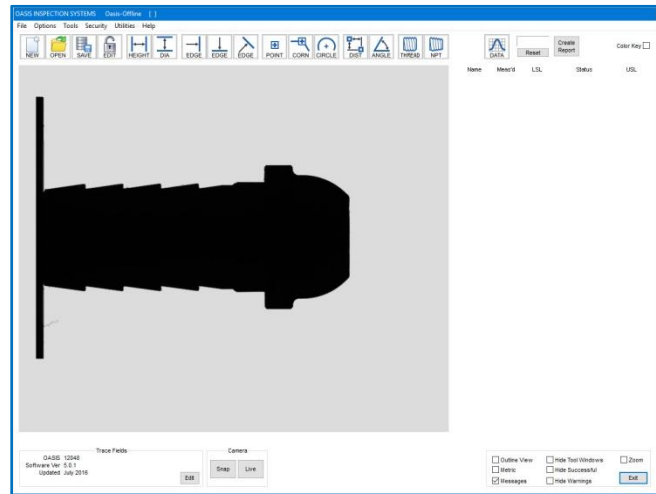 OASIS INSPECTION SYSTEMS Oasis-Offline [ ]
File Options Tools Security Utilities Help
NEW OPEN SAVE EDIT HEIGHT DIA EDGE EDGE EDGE POINT CORN CIRCLE DIST ANGLE THREAD NPT DATA Reset Create Report Color Key
Name Meas'd LSL Status USL
Trace Fields
OASIS 12040
Software Ver 5.0.1
Updated July 2016
Edit
Camera
Snap Live
Outline View Hide Tool Windows Zoom
Metric Hide Successful
Messages Hide Warnings Exit